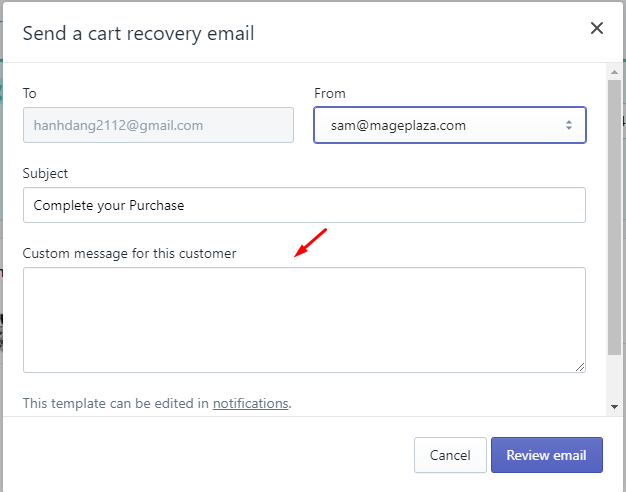 Send a cart recovery email
To
From
hanhdang2112@gmail.com
sam@mageplaza.com
Subject
Complete your Purchase
Custom message for this customer
This template can be edited in notifications.
Cancel
Review email